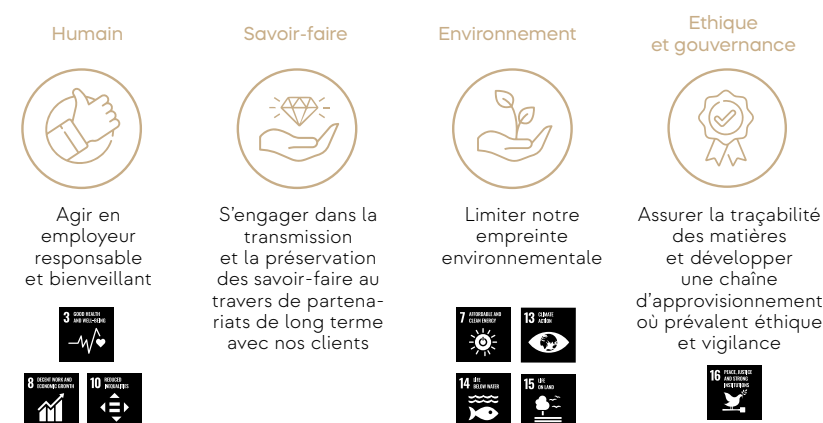 Humain
Agir en
employeur
responsable
et bienveillant
3 GOOD HEALTH
AND WELL-BEING
8 DECENT WORK AND
ECONOMIC GROWTH
10 REDUCED
INEQUALITIES
Savoir-faire
S'engager dans la
transmission
et la préservation
des savoir-faire au
travers de partena-
riats de long terme
avec nos clients
Environnement
Limiter notre
empreinte
environnementale
7 AFFORDABLE AND
CLEAN ENERGY
13 CLIMATE
ACTION
14 LIFE
BELOW WATER
15 LIFE
ON LAND
Ethique
et gouvernance
Assurer la traçabilité
des matières
et développer
une chaîne
d'approvisionnement
où prévalent éthique
et vigilance
16 PEACE, JUSTICE
AND STRONG
INSTITUTIONS